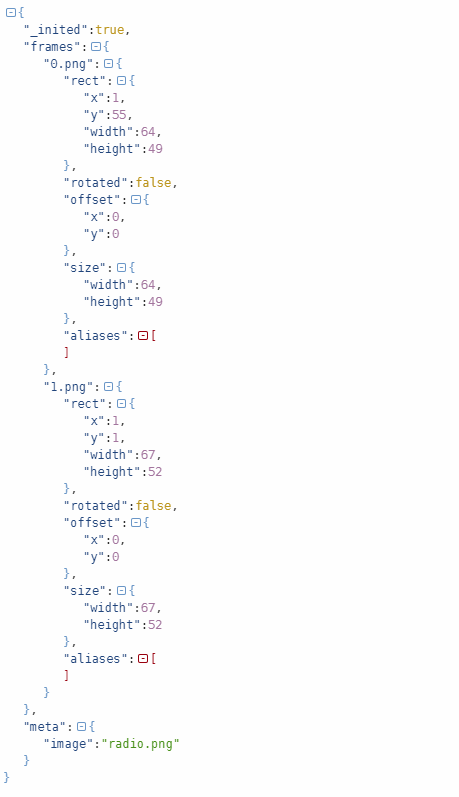 {
"_inited":true,
"frames":{
"0.png":{
"rect":{
"x":1,
"y":55,
"width":64,
"height":49
},
"rotated":false,
"offset":{
"x":0,
"y":0
},
"size":{
"width":64,
"height":49
},
"aliases":[
]
},
"1.png":{
"rect":{
"x":1,
"y":1,
"width":67,
"height":52
},
"rotated":false,
"offset":{
"x":0,
"y":0
},
"size":{
"width":67,
"height":52
},
"aliases":[
]
}
},
"meta":{
"image":"radio.png"
}
}